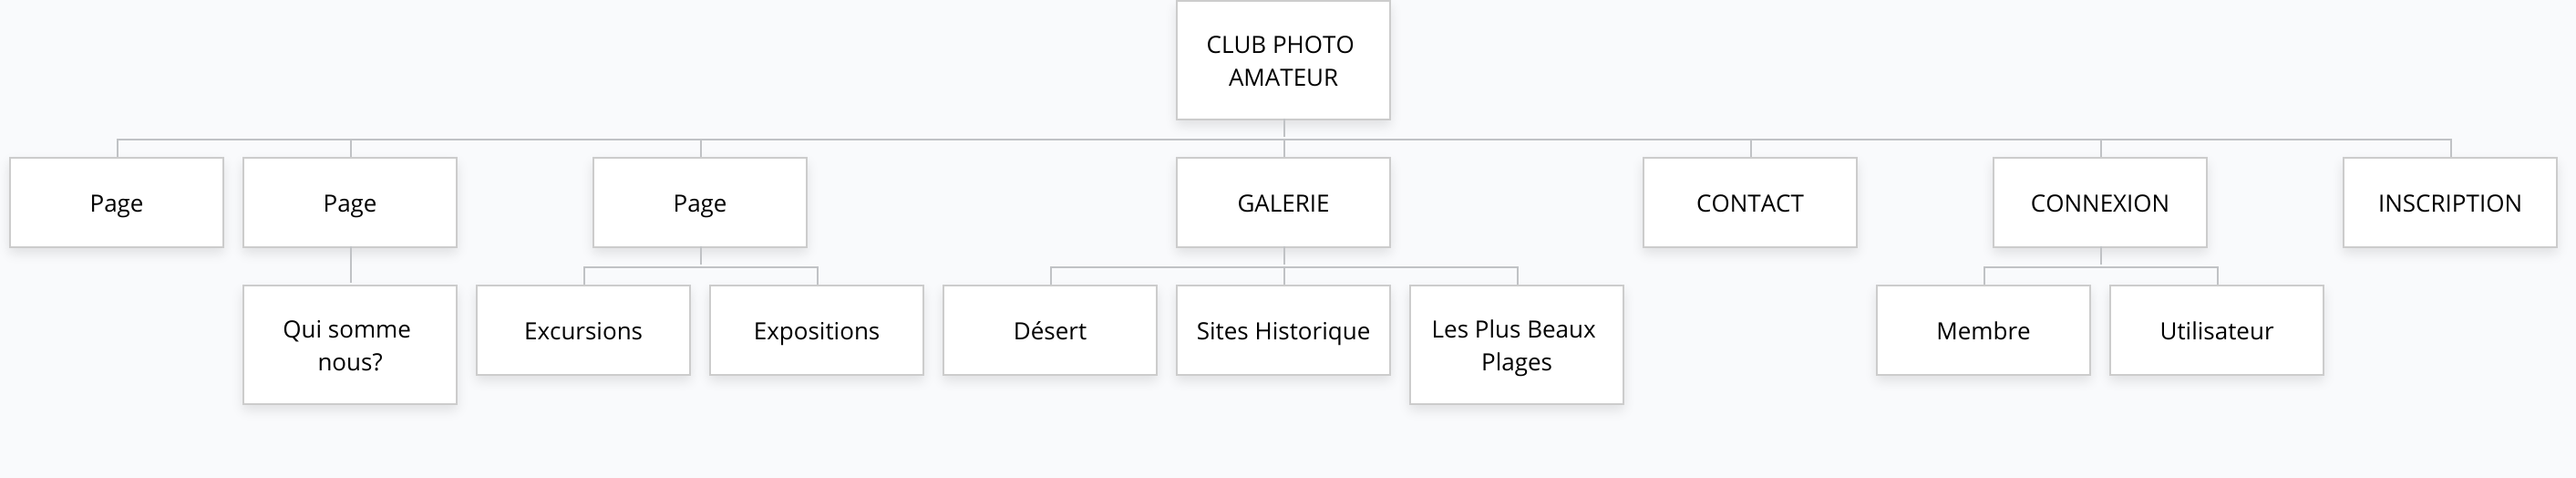 CLUB PHOTO
AMATEUR
Page
Page
Page
GALERIE
CONTACT
CONNEXION
INSCRIPTION
Qui somme
nous?
Excursions
Expositions
Désert
Sites Historique
Les Plus Beaux
Plages
Membre
Utilisateur